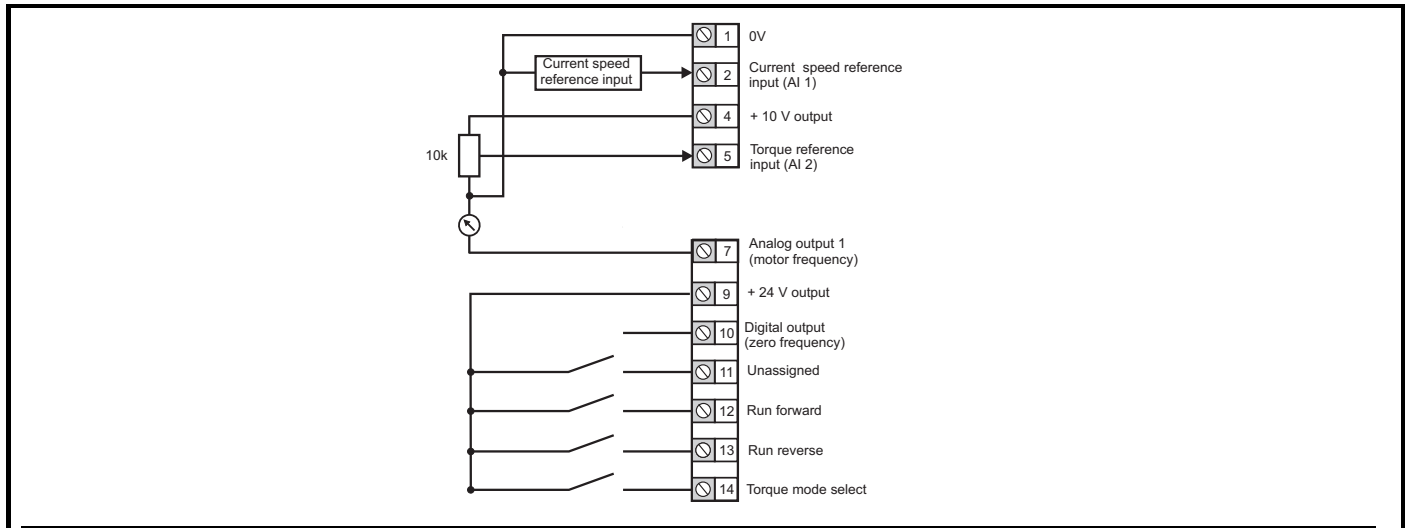 1 0V
Current speed
reference input
2 Current speed reference
input (AI 1)
4 + 10 V output
10k
5 Torque reference
input (AI 2)
7 Analog output 1
(motor frequency)
9 + 24 V output
10 Digital output
(zero frequency)
11 Unassigned
12 Run forward
13 Run reverse
14 Torque mode select